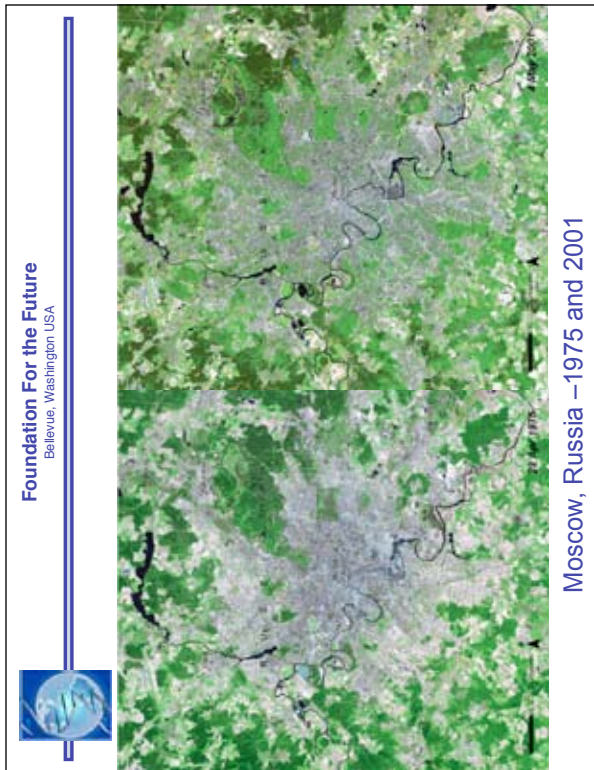 Foundation For the Future
Bellevue, Washington USA
Moscow, Russia –1975 and 2001